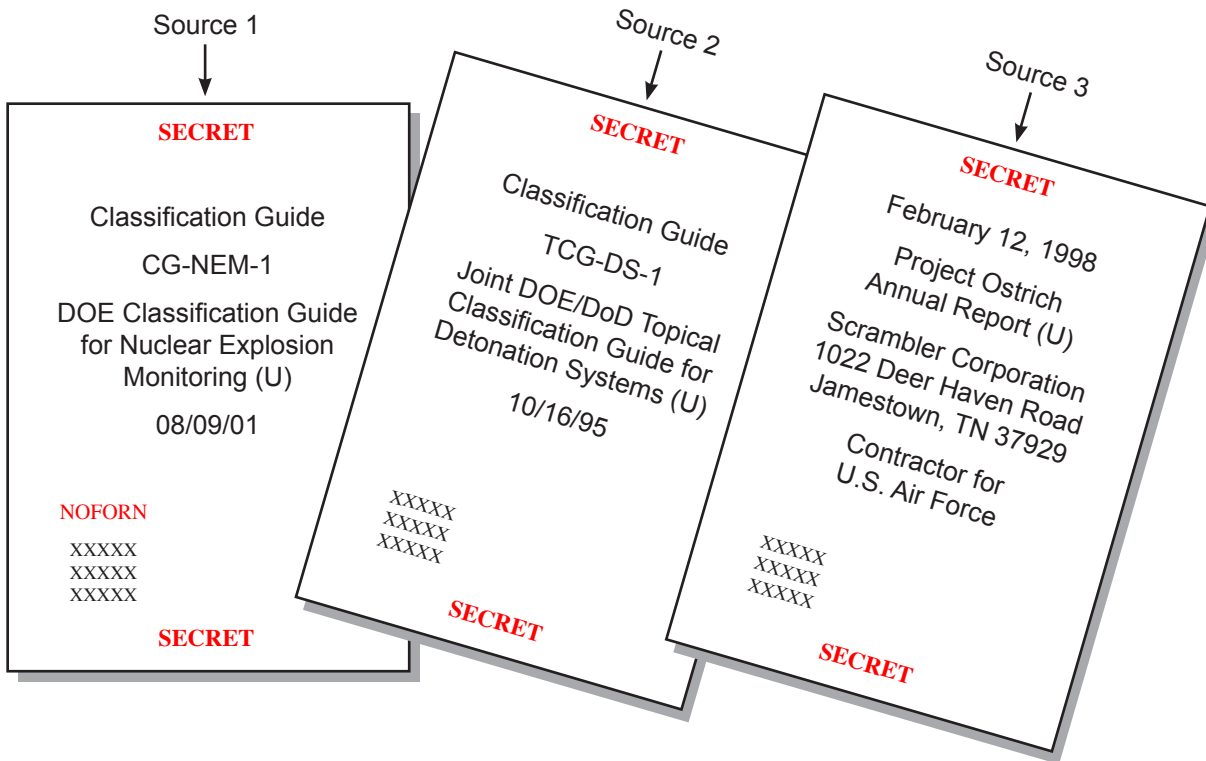 Source 1
SECRET
Classification Guide
CG-NEM-1
DOE Classification Guide
for Nuclear Explosion
Monitoring (U)
08/09/01
NOFORN
XXXXX
XXXXX
XXXXX
SECRET
Source 2
SECRET
Classification Guide
TCG-DS-1
Joint DOE/DoD Topical
Classification Guide for
Detonation Systems (U)
10/16/95
XXXXX
XXXXX
XXXXX
SECRET
Source 3
SECRET
February 12, 1998
Project Ostrich
Annual Report (U)
Scrambler Corporation
1022 Deer Haven Road
Jamestown, TN 37929
Contractor for
U.S. Air Force
XXXXX
XXXXX
XXXXX
SECRET